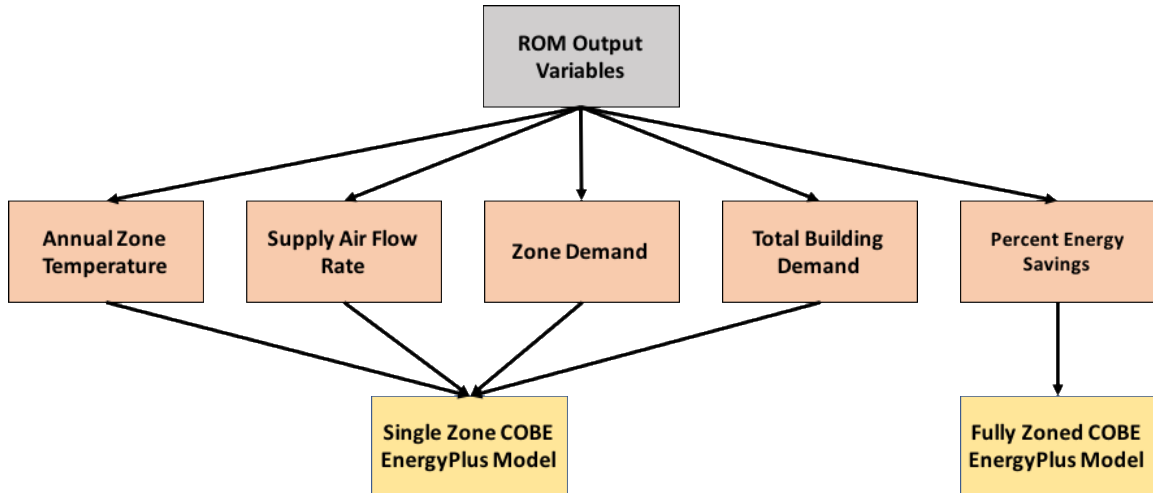 ROM Output
Variables
Annual Zone
Temperature
Supply Air Flow
Rate
Zone Demand
Total Building
Demand
Percent Energy
Savings
Single Zone COBE
EnergyPlus Model
Fully Zoned COBE
EnergyPlus Model